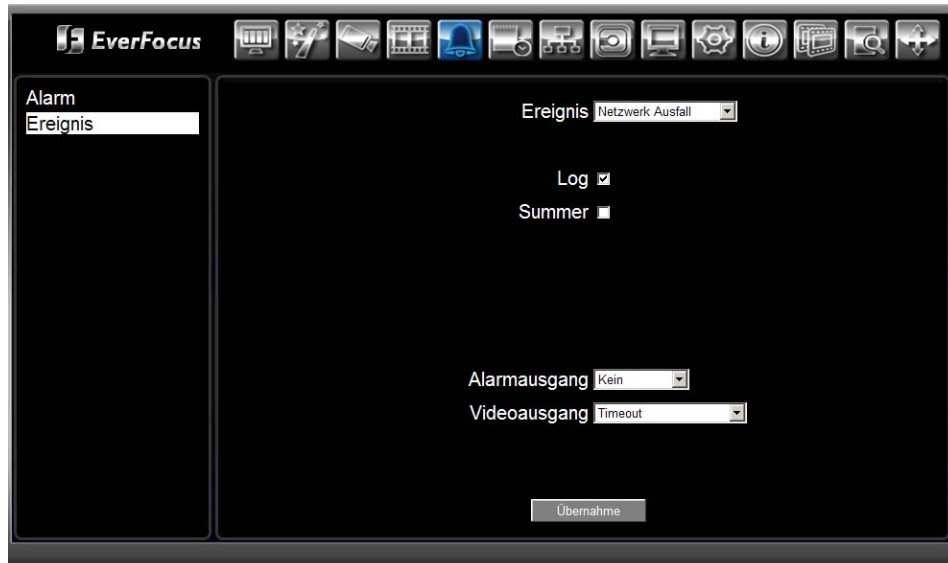 EverFocus
Alarm
Ereignis
Ereignis Netzwerk Ausfall
Log
Summer
Alarmausgang Kein
Videoausgang Timeout
Übernahme